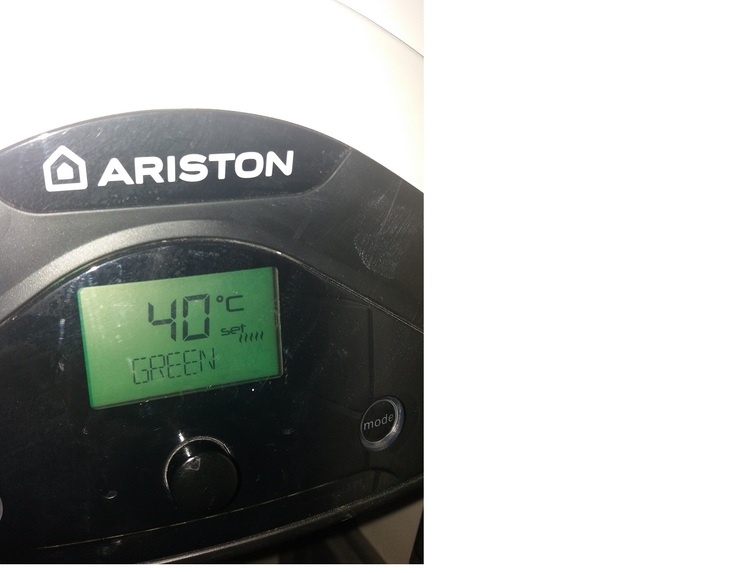 ARISTON
40 °C
set
GREEN
mode